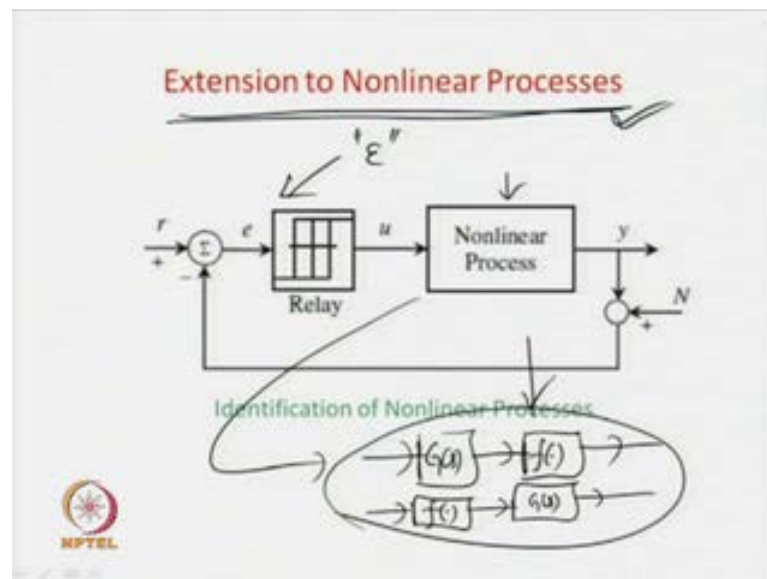 Extension to Nonlinear Processes
"ε"
r
e
u
y
+
Σ
-
Relay
Nonlinear
Process
N
+
Identification of Nonlinear Processes
G(s) f(·)
f(·) G(s)
NPTEL